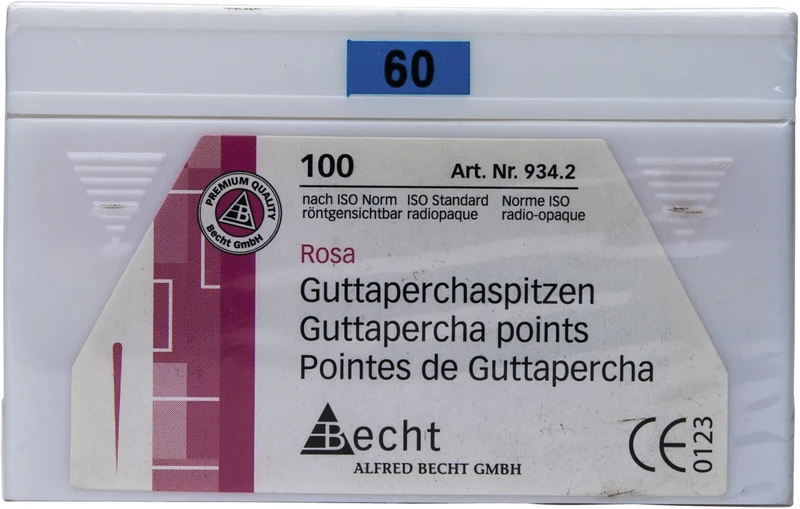 60
100 Art. Nr. 934.2
nach ISO Norm ISO Standard Norme ISO
röntgensichtbar radiopaque radio-opaque
PREMIUM QUALITY
B
Becht GmbH
Rosa
Guttaperchaspitzen
Guttapercha points
Pointes de Guttapercha
Becht
ALFRED BECHT GMBH
CE 0123